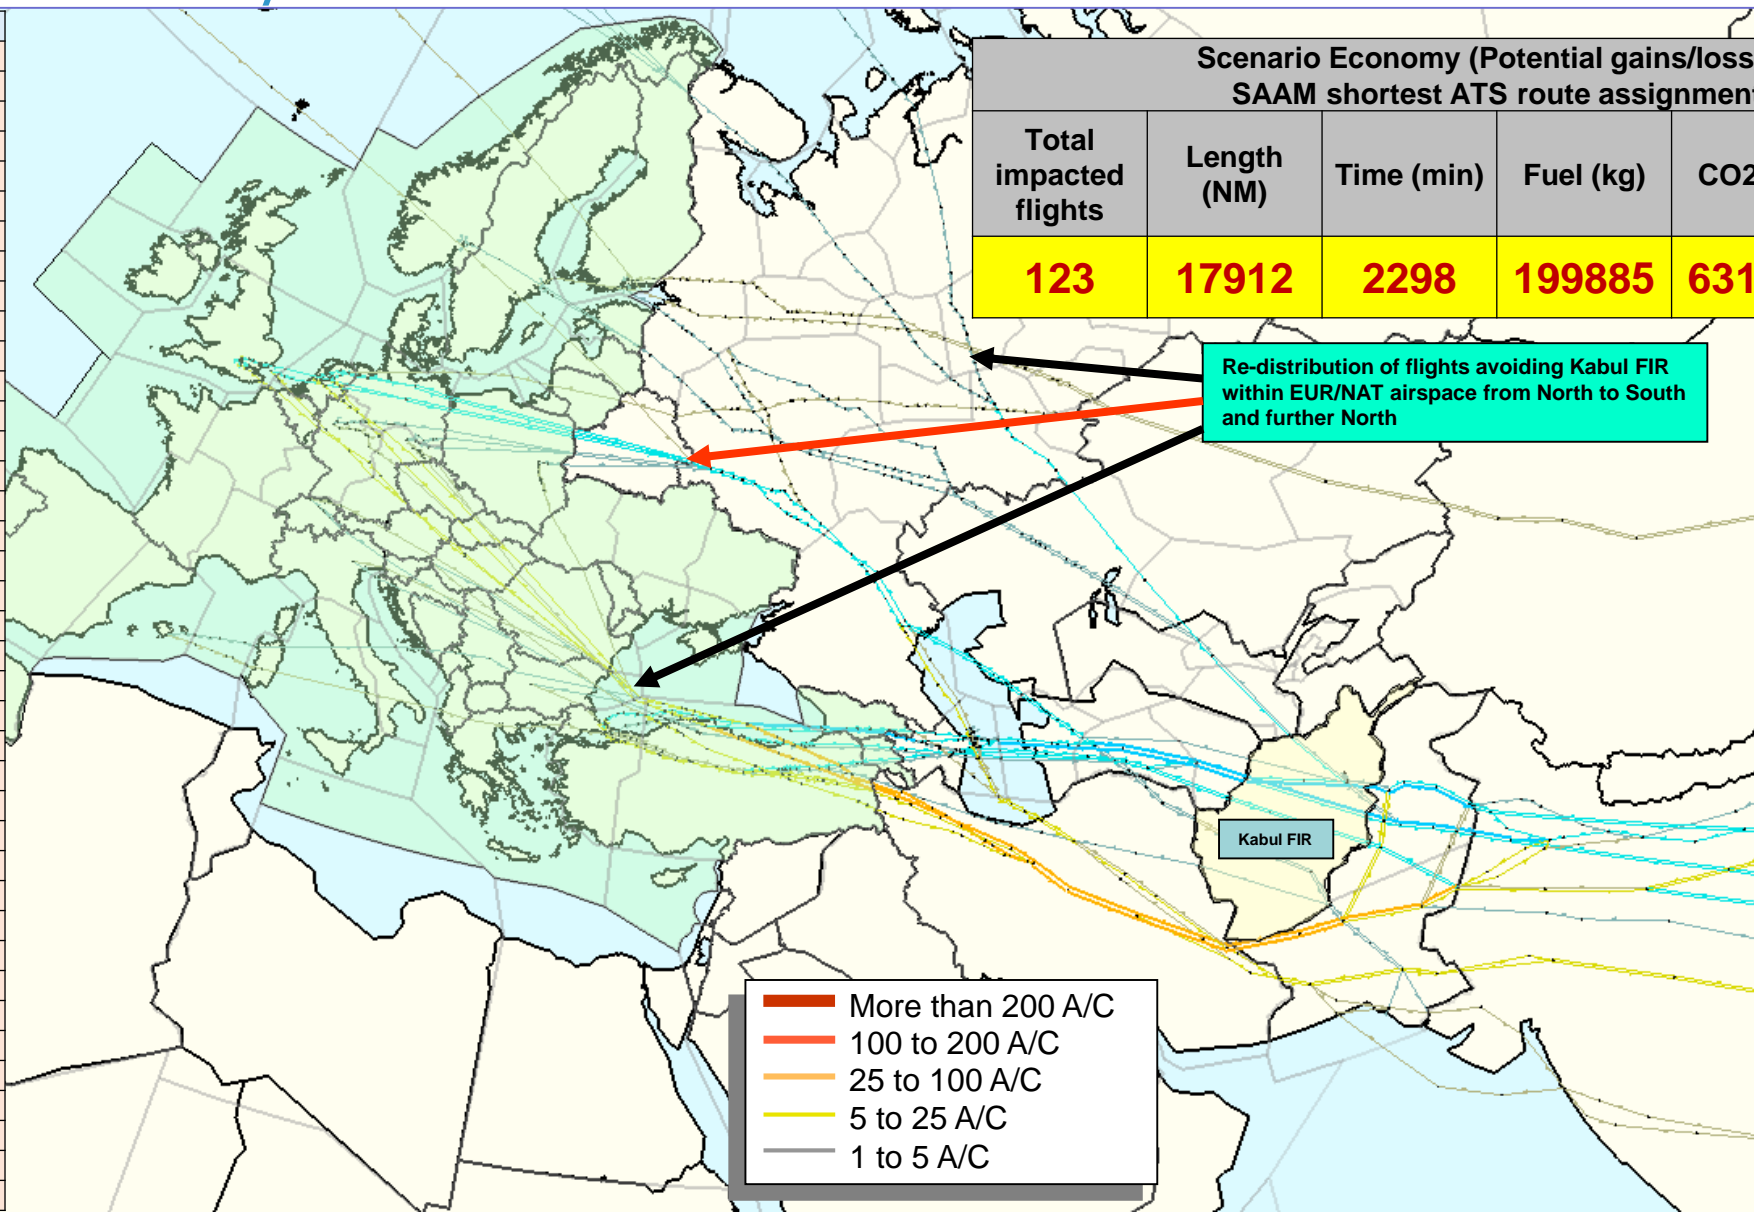 Scenario Economy (Potential gains/loss
SAAM shortest ATS route assignment
Total
impacted
flights
Length
(NM)
Time (min)
Fuel (kg)
CO2
123
17912
2298
199885
631
Re-distribution of flights avoiding Kabul FIR
within EUR/NAT airspace from North to South
and further North
Kabul FIR
More than 200 A/C
100 to 200 A/C
25 to 100 A/C
5 to 25 A/C
1 to 5 A/C